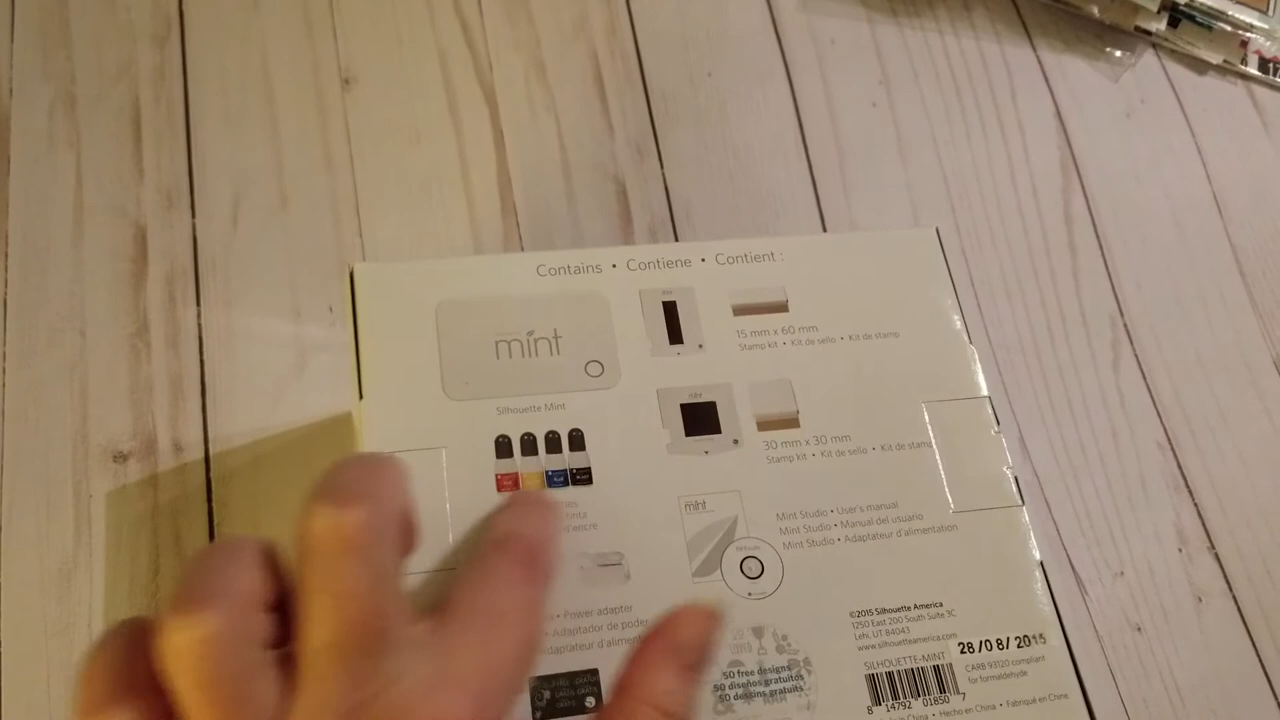 Contains • Contiene • Contient :
mint
Silhouette Mint
15 mm x 60 mm
Stamp kit • Kit de sello • Kit de stamp
30 mm x 30 mm
Stamp kit • Kit de sello • Kit de stamp
mint
Mint Studio • User's manual
Mint Studio • Manual del usuario
Mint Studio • Adaptateur d'alimentation
• Power adapter
• Adaptador de poder
50 free designs
50 diseños gratuitos
50 dessins gratuits
©2015 Silhouette America
1250 East 200 South Suite 3C
Lehi, UT 84043
www.silhouetteamerica.com
28/08/2015
SILHOUETTE-MINT
CARB 93120 compliant
for formaldehyde
8 14792 01850 7
in China • Hecho en China • Fabriqué en China